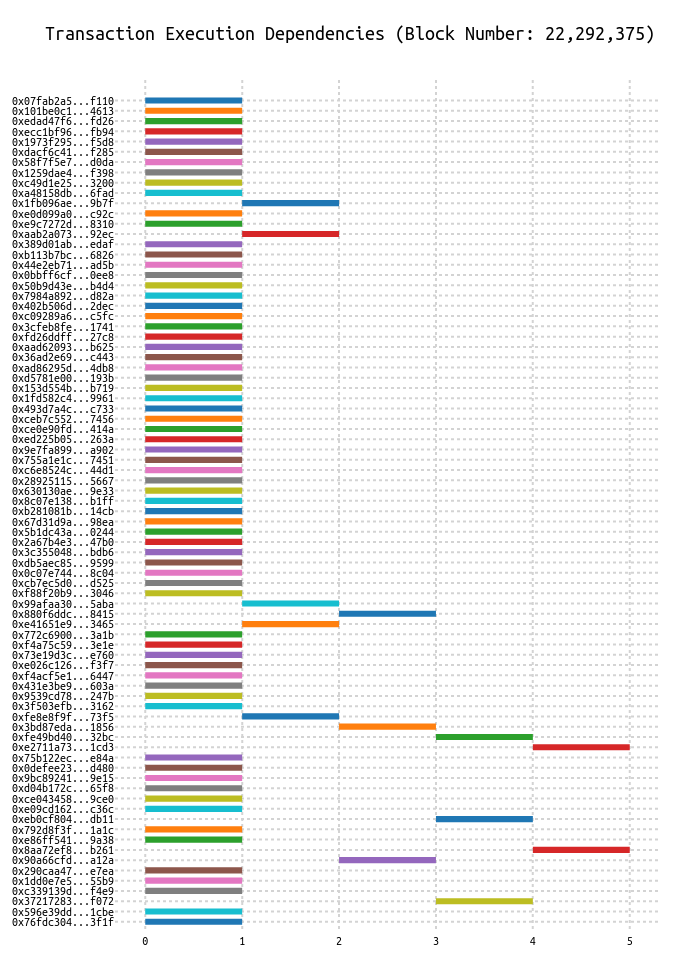 Transaction Execution Dependencies (Block Number: 22,292,375)
0x07fab2a5...f110
0x101be0c1...4613
0xedad47f6...fd26
0xecc1bf96...fb94
0x1973f295...f5d8
0xdacf6c41...f285
0x58f7f5e7...d0da
0x1259dae4...f398
0xc49d1e25...3200
0xa48158db...6fad
0x1fb096ae...9b7f
0xe0d099a0...c92c
0xe9c7272d...8310
0xaab2a073...92ec
0x389d01ab...edaf
0xb113b7bc...6826
0x44e2eb71...ad5b
0x0bbff6cf...0ee8
0x50b9d43e...b4d4
0x7984a892...d82a
0x402b506d...2dec
0xc09289a6...c5fc
0x3cfeb8fe...1741
0xfd26ddff...27c8
0xaad62093...b625
0x36ad2e69...c443
0xad86295d...4db8
0xd5781e00...193b
0x153d554b...b719
0x1fd582c4...9961
0x493d7a4c...c733
0xceb7c552...7456
0xce0e90fd...414a
0xed225b05...263a
0x9e7fa899...a902
0x755a1e1c...7451
0xc6e8524c...44d1
0x28925115...5667
0x630130ae...9e33
0x8c07e138...b1ff
0xb281081b...14cb
0x67d31d9a...98ea
0x5b1dc43a...0244
0x2a67b4e3...47b0
0x3c355048...bdb6
0xdb5aec85...9599
0x0c07e744...8c04
0xcb7ec5d0...d525
0xf88f20b9...3046
0x99afaa30...5aba
0x880f6ddc...8415
0xe41651e9...3465
0x772c6900...3a1b
0xf4a75c59...3e1e
0x73e19d3c...e760
0xe026c126...f3f7
0xf4acf5e1...6447
0x431e3be9...603a
0x9539cd78...247b
0x3f503efb...3162
0xfe8e8f9f...73f5
0x3bd87eda...1856
0xfe49bd40...32bc
0xe2711a73...1cd3
0x75b122ec...e84a
0x0defee23...d480
0x9bc89241...9e15
0xd04b172c...65f8
0xce043458...9ce0
0xe09cd162...c36c
0xeb0cf804...db11
0x792d8f3f...1a1c
0xe86ff541...9a38
0x8aa72ef8...b261
0x90a66cfd...a12a
0x290caa47...e7ea
0x1dd0e7e5...55b9
0xc339139d...f4e9
0x37217283...f072
0x596e39dd...1cbe
0x76fdc304...3f1f
0 1 2 3 4 5